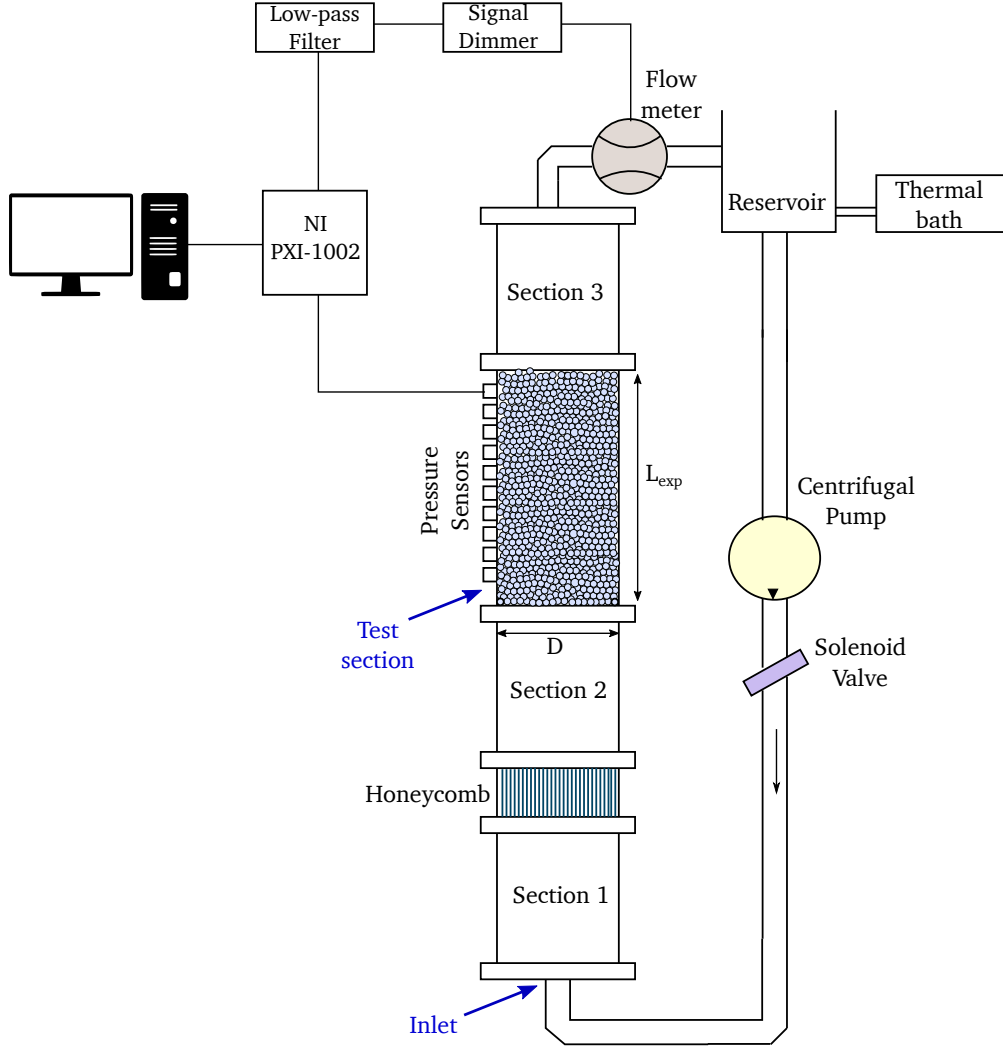 Low-pass
Filter
Signal
Dimmer
Flow
meter
Reservoir
Thermal
bath
NI
PXI-1002
Section 3
Pressure
Sensors
L_exp
Centrifugal
Pump
Test
section
D
Solenoid
Valve
Section 2
Honeycomb
Section 1
Inlet